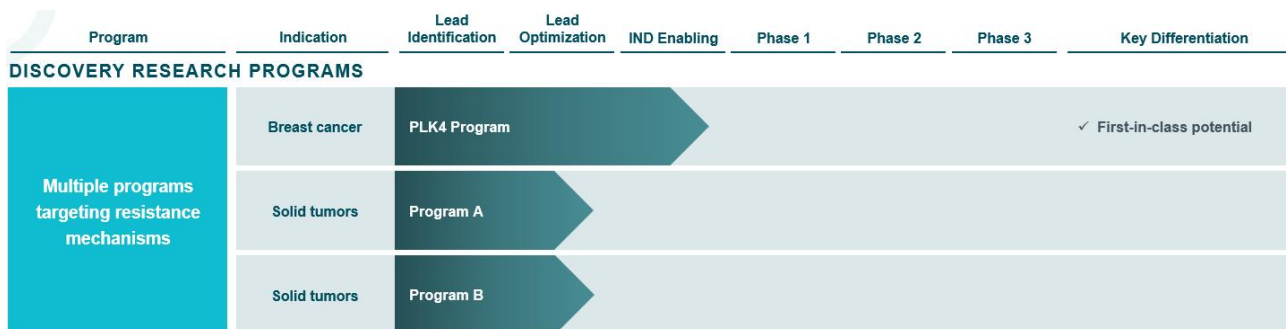 Program
Indication
Lead
Identification
Lead
Optimization
IND Enabling
Phase 1
Phase 2
Phase 3
Key Differentiation
DISCOVERY RESEARCH PROGRAMS
Multiple programs
targeting resistance
mechanisms
Breast cancer
PLK4 Program
✓ First-in-class potential
Solid tumors
Program A
Solid tumors
Program B